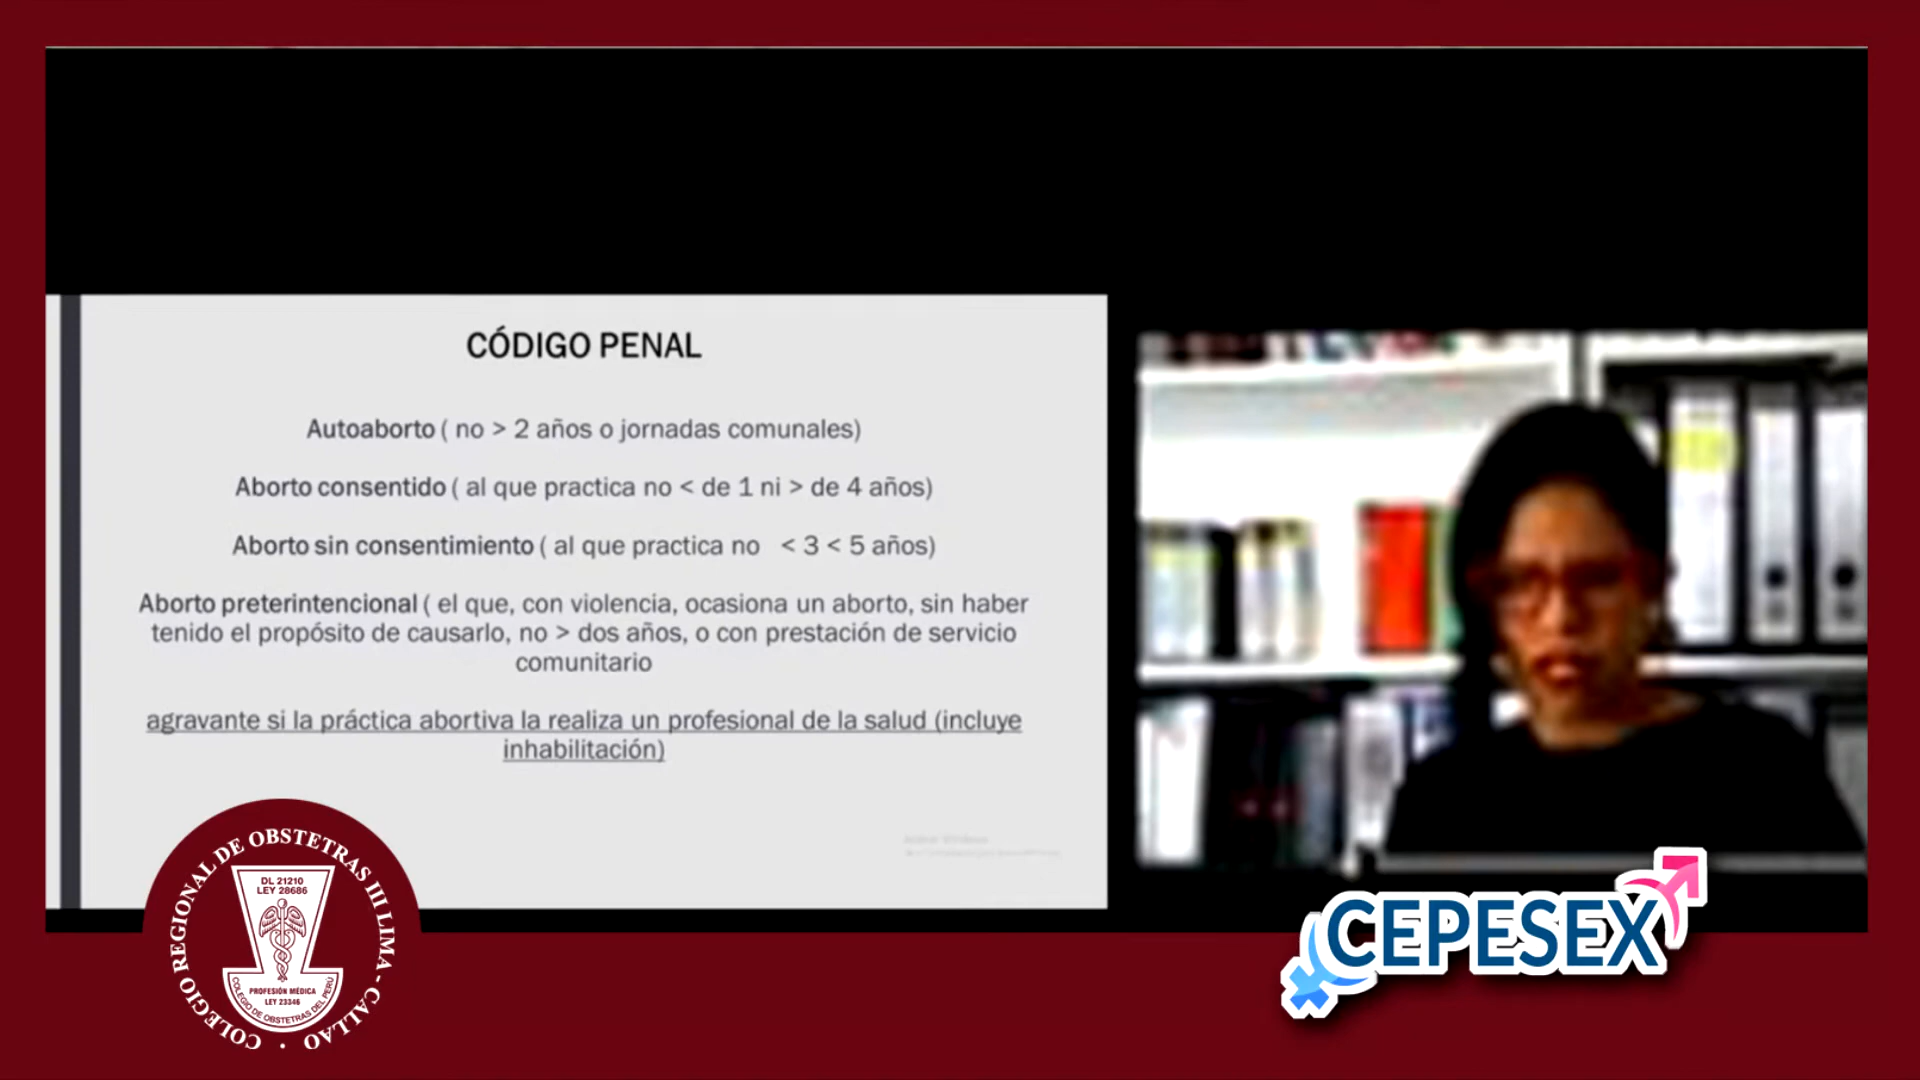 CÓDIGO PENAL
Autoaborto ( no > 2 años o jornadas comunales)
Aborto consentido ( al que practica no < de 1 ni > de 4 años)
Aborto sin consentimiento ( al que practica no < 3 < 5 años)
Aborto preterintencional ( el que, con violencia, ocasiona un aborto, sin haber
tenido el propósito de causarlo, no > dos años, o con prestación de servicio
comunitario
agravante si la práctica abortiva la realiza un profesional de la salud (incluye
inhabilitación)
COLEGIO REGIONAL DE OBSTETRAS III LIMA - CALLAO
DL 21210
LEY 28686
PROFESIÓN MÉDICA
LEY 23346
COLEGIO DE OBSTETRAS DEL PERÚ
CEPESEX